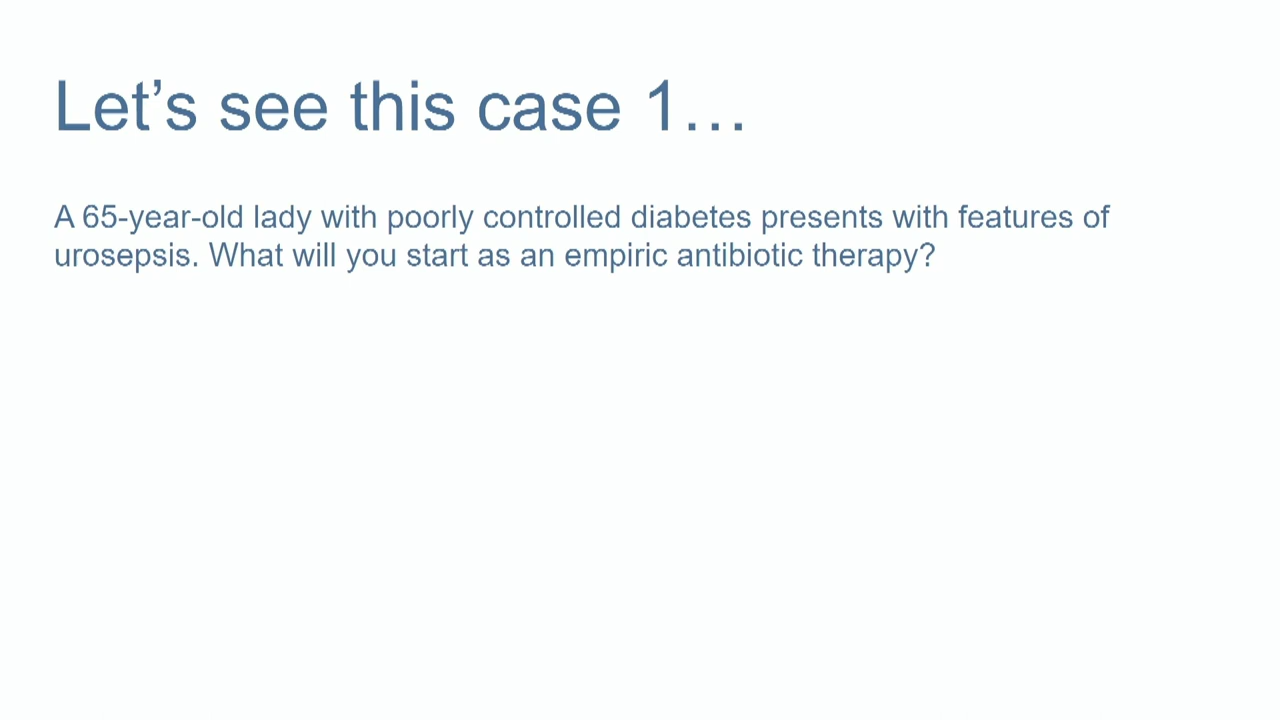 Let’s see this case 1…
A 65-year-old lady with poorly controlled diabetes presents with features of
urosepsis. What will you start as an empiric antibiotic therapy?